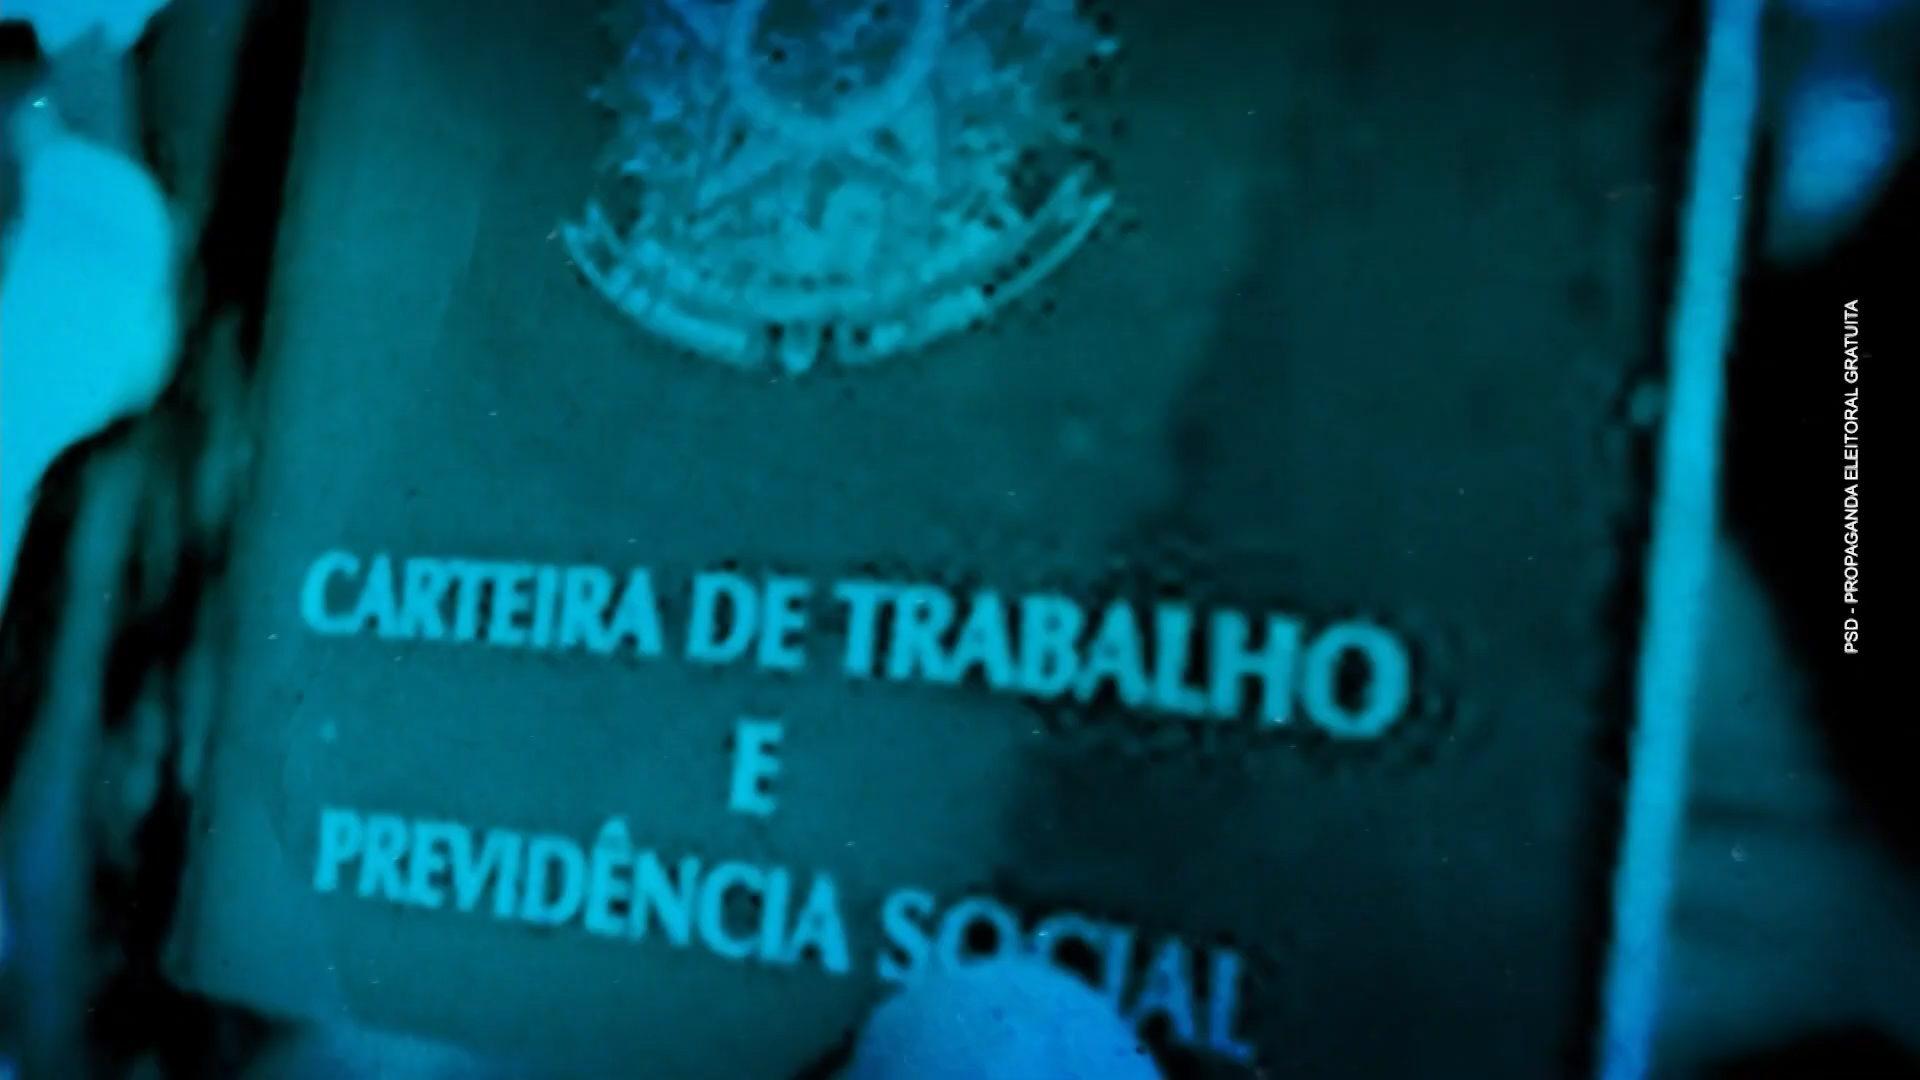 CARTEIRA DE TRABALHO
E
PREVIDÊNCIA SOCIAL
PSD - PROPAGANDA ELEITORAL GRATUITA